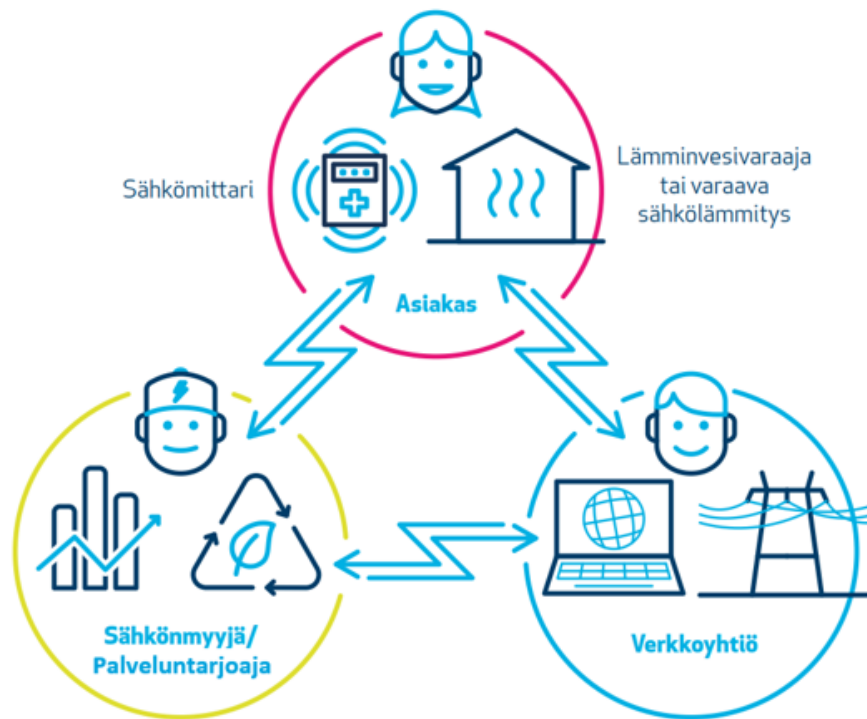 Sähkömittari
Lämminvesivaraaja
tai varaava
sähkölämmitys
Asiakas
Sähkönmyyjä/
Palveluntarjoaja
Verkkoyhtiö